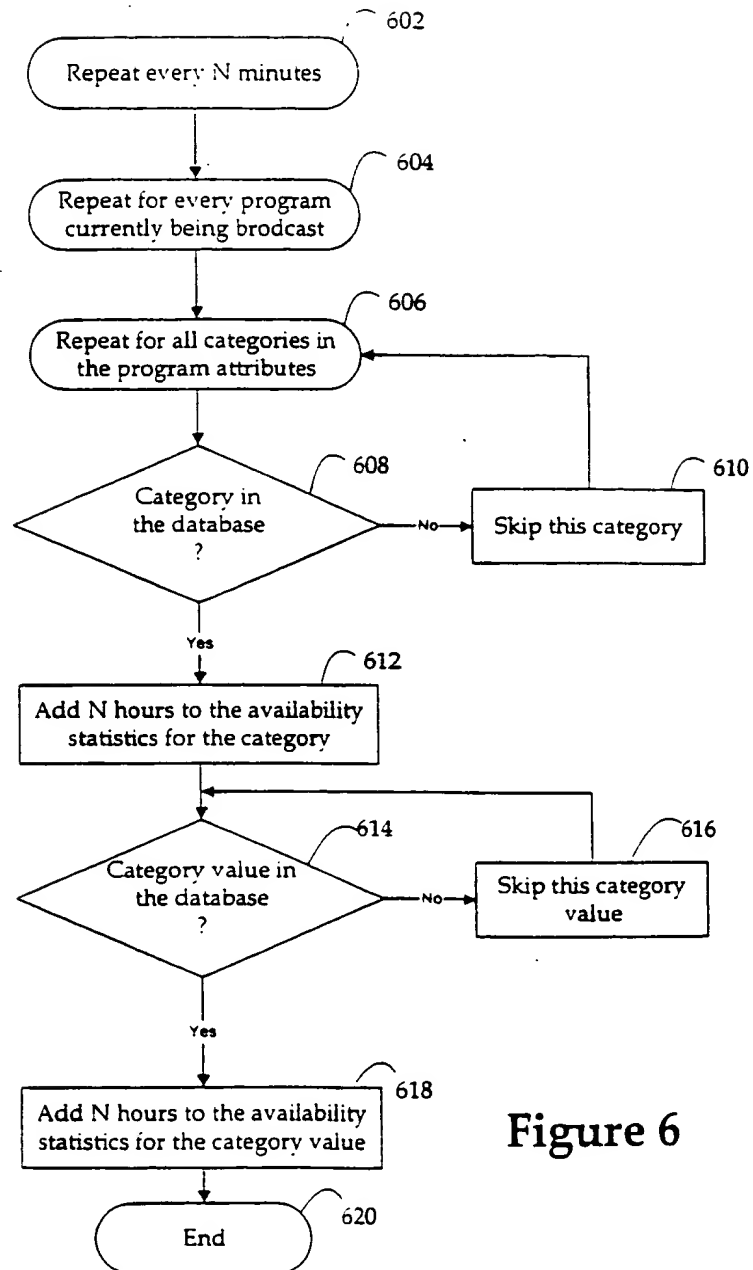 602
Repeat every N minutes
604
Repeat for every program
currently being brodcast
606
Repeat for all categories in
the program attributes
608
Category in
the database
?
No
610
Skip this category
Yes
612
Add N hours to the availability
statistics for the category
614
Category value in
the database
?
No
616
Skip this category
value
Yes
618
Add N hours to the availability
statistics for the category value
Figure 6
620
End